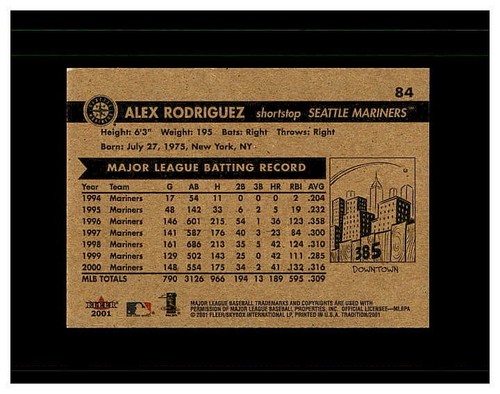 84
ALEX RODRIGUEZ shortstop SEATTLE MARINERS™
Height: 6'3" Weight: 195 Bats: Right Throws: Right
Born: July 27, 1975, New York, NY
MAJOR LEAGUE BATTING RECORD
Year Team G AB H 2B 3B HR RBI AVG
1994 Mariners 17 54 11 0 0 0 2 .204
1995 Mariners 48 142 33 6 2 5 19 .232
1996 Mariners 146 601 215 54 1 36 123 .358
1997 Mariners 141 587 176 40 3 23 84 .300
1998 Mariners 161 686 213 35 5 42 124 .310
1999 Mariners 129 502 143 25 0 42 111 .285
2000 Mariners 148 554 175 34 2 41 132 .316
MLB TOTALS 790 3126 966 194 13 189 595 .309
385
DOWNTOWN
FLEER
2001
MAJOR LEAGUE BASEBALL TRADEMARKS AND COPYRIGHTS ARE USED WITH
PERMISSION OF MAJOR LEAGUE BASEBALL PROPERTIES, INC. OFFICIAL LICENSEE—MLBPA
© 2001 FLEER/SKYBOX INTERNATIONAL LP, PRINTED IN U.S.A. TRADITION/2001